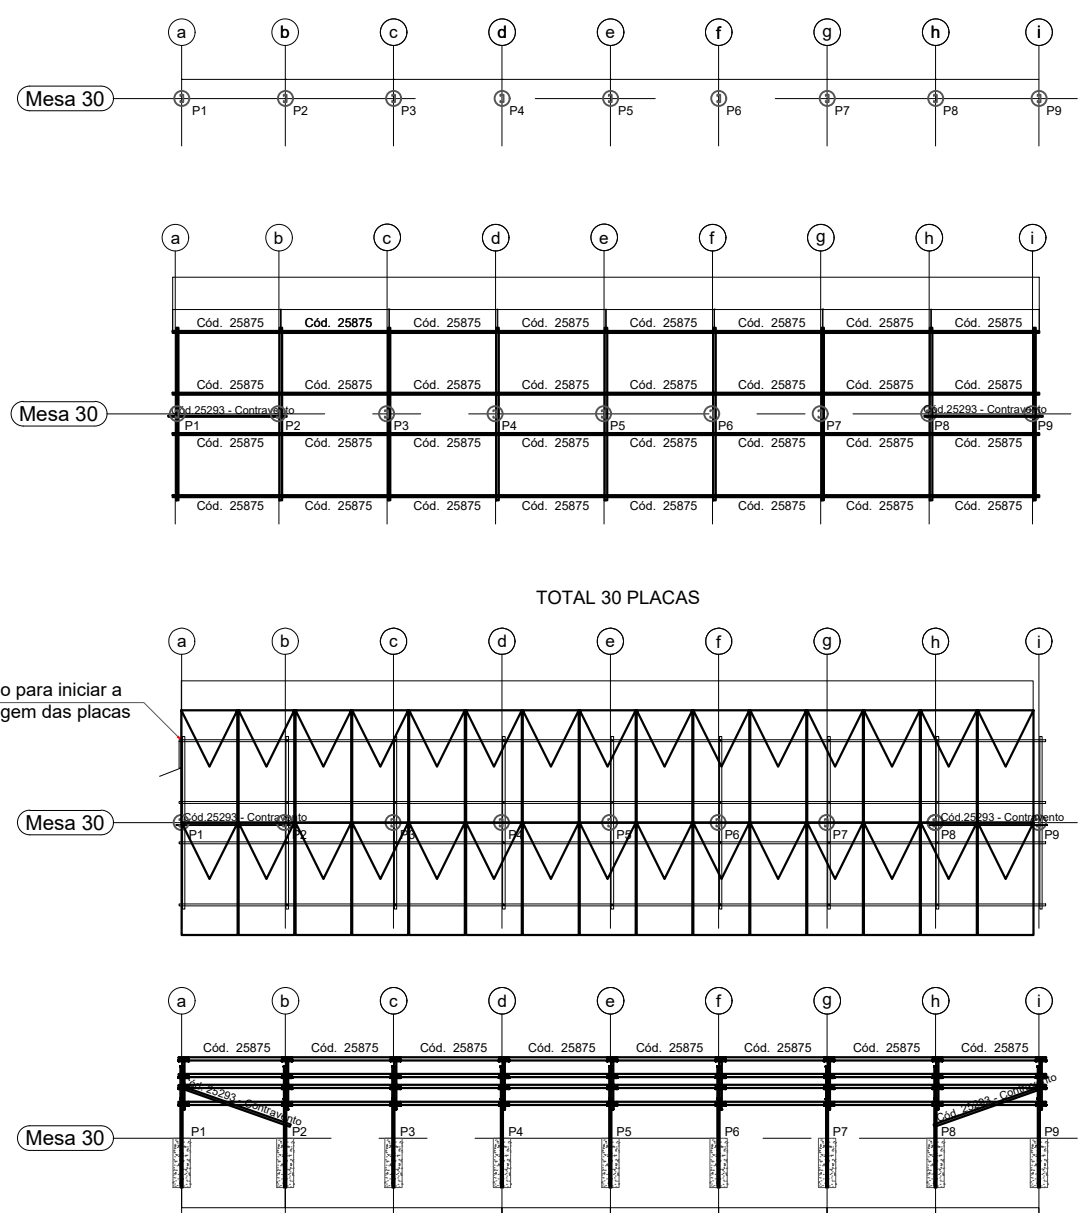 a b c d e f g h i
Mesa 30
P1 P2 P3 P4 P5 P6 P7 P8 P9
a b c d e f g h i
Cód. 25875 Cód. 25875 Cód. 25875 Cód. 25875 Cód. 25875 Cód. 25875 Cód. 25875 Cód. 25875
Cód. 25875 Cód. 25875 Cód. 25875 Cód. 25875 Cód. 25875 Cód. 25875 Cód. 25875 Cód. 25875
Mesa 30
Cód.25293 - Contravento Cód.25293 - Contravento
P1 P2 P3 P4 P5 P6 P7 P8 P9
Cód. 25875 Cód. 25875 Cód. 25875 Cód. 25875 Cód. 25875 Cód. 25875 Cód. 25875 Cód. 25875
Cód. 25875 Cód. 25875 Cód. 25875 Cód. 25875 Cód. 25875 Cód. 25875 Cód. 25875 Cód. 25875
TOTAL 30 PLACAS
a b c d e f g h i
o para iniciar a
gem das placas
Mesa 30
Cód.25293 - Contravento Cód.25293 - Contravento
P1 P2 P3 P4 P5 P6 P7 P8 P9
a b c d e f g h i
Cód. 25875 Cód. 25875 Cód. 25875 Cód. 25875 Cód. 25875 Cód. 25875 Cód. 25875 Cód. 25875
Cód. 25293 - Contravento Cód. 25293 - Contravento
Mesa 30
P1 P2 P3 P4 P5 P6 P7 P8 P9